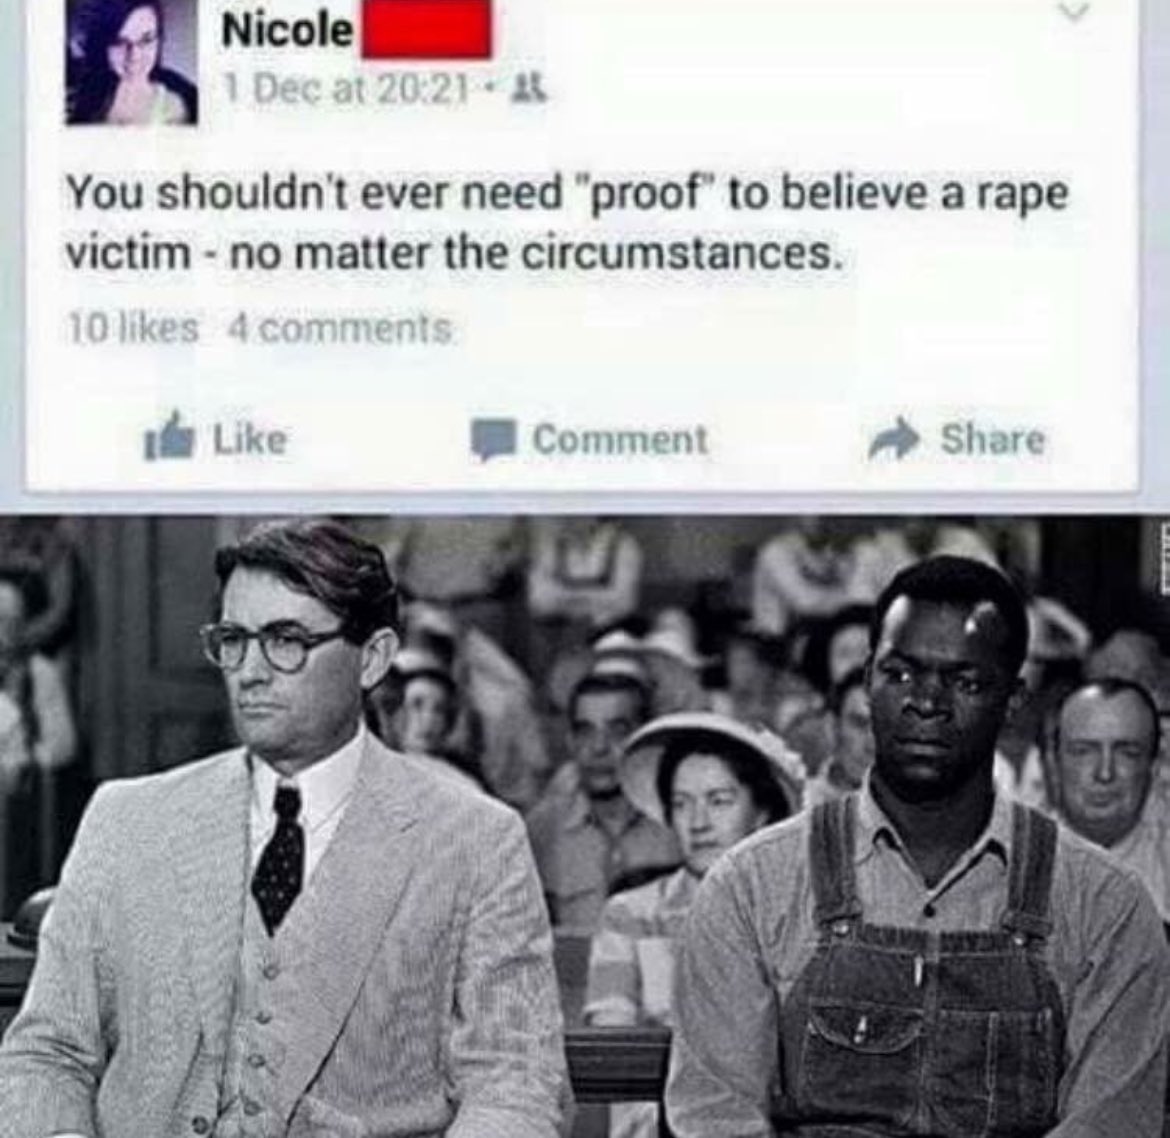 Nicole
1 Dec at 20:21 ·
You shouldn't ever need "proof" to believe a rape
victim - no matter the circumstances.
10 likes 4 comments
Like Comment Share